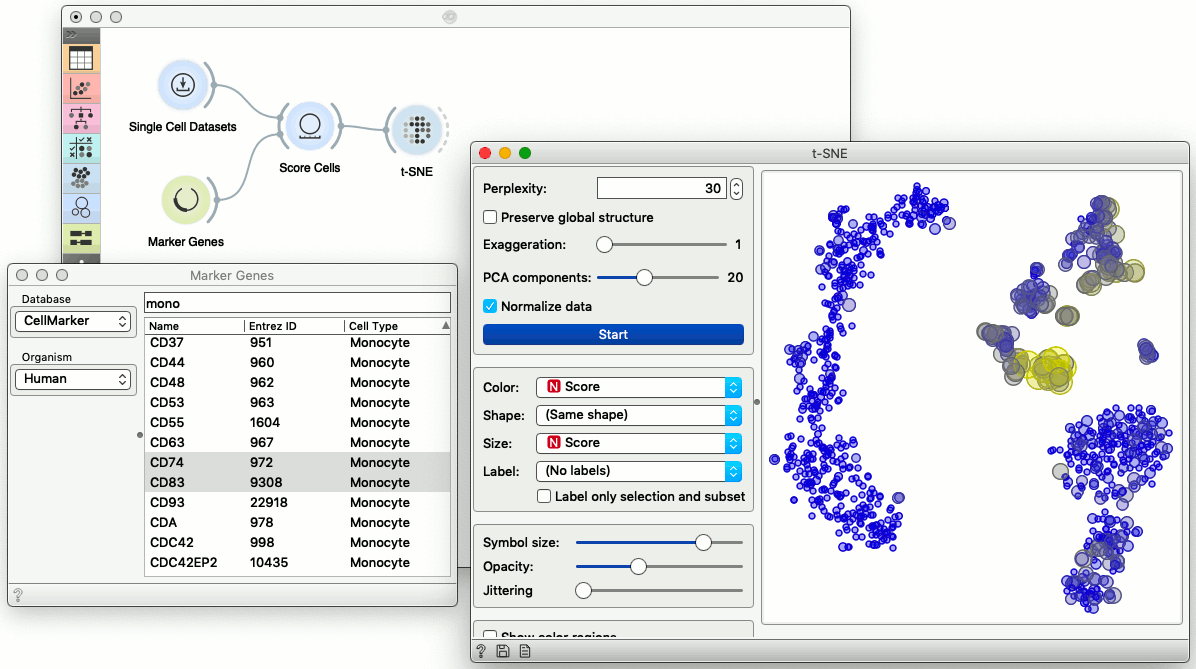 Single Cell Datasets
Score Cells
t-SNE
Marker Genes
Marker Genes
Database
CellMarker
Organism
Human
mono
Name Entrez ID Cell Type
CD37 951 Monocyte
CD44 960 Monocyte
CD48 962 Monocyte
CD53 963 Monocyte
CD55 1604 Monocyte
CD63 967 Monocyte
CD74 972 Monocyte
CD83 9308 Monocyte
CD93 22918 Monocyte
CDA 978 Monocyte
CDC42 998 Monocyte
CDC42EP2 10435 Monocyte
?
t-SNE
Perplexity: 30
Preserve global structure
Exaggeration: 1
PCA components: 20
Normalize data
Start
Color: N Score
Shape: (Same shape)
Size: N Score
Label: (No labels)
Label only selection and subset
Symbol size:
Opacity:
Jittering
Show color regions
?